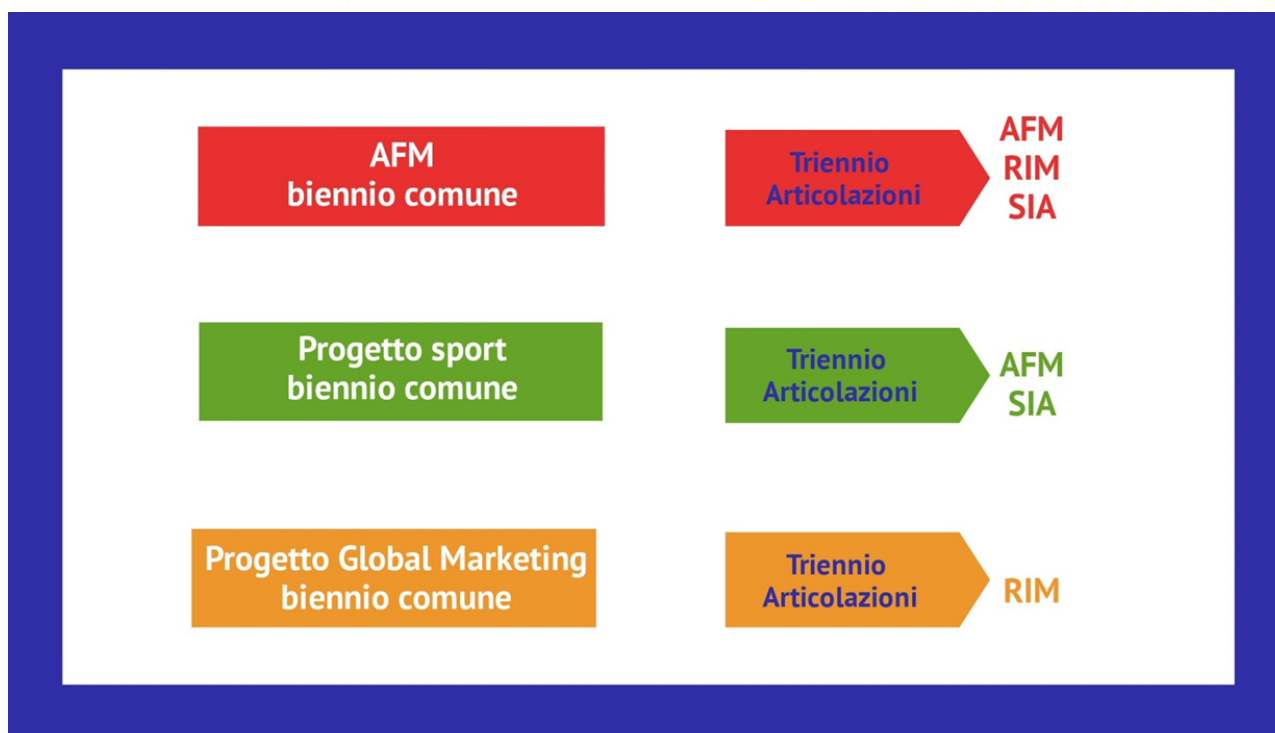 AFM
biennio comune
Triennio
Articolazioni
AFM
RIM
SIA
Progetto sport
biennio comune
Triennio
Articolazioni
AFM
SIA
Progetto Global Marketing
biennio comune
Triennio
Articolazioni
RIM